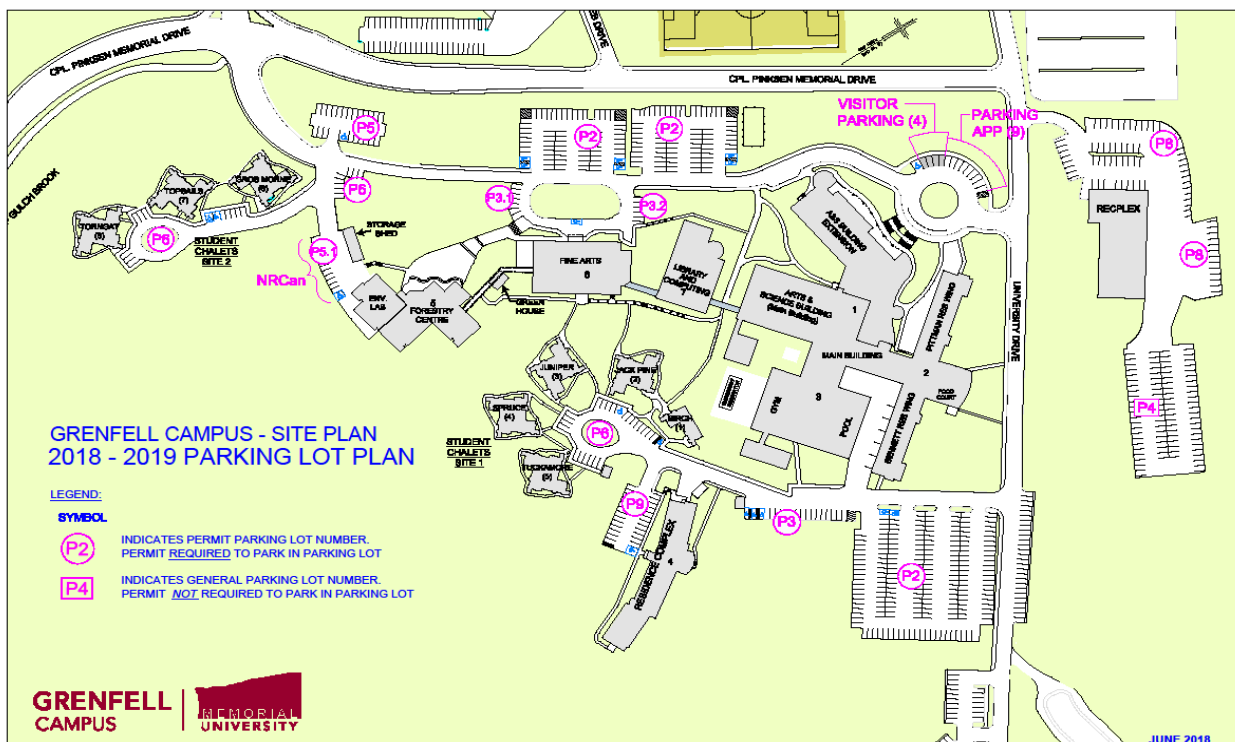 CPL. PINKSEN MEMORIAL DRIVE
CPL. PINKSEN MEMORIAL DRIVE
VISITOR
PARKING (4)
PARKING
APP (9)
P5
P2
P2
P8
GULCH BROOK
GROS MORNE
(6)
TOPSAILS
(7)
TORNGAT
(8)
P6
P6
STUDENT
CHALETS
SITE 2
STORAGE
SHED
P3.1
P3.2
P5.1
NRCan
ENV.
LAB
5
FORESTRY
CENTRE
GREEN
HOUSE
FINE ARTS
6
LIBRARY
AND
COMPUTING
7
A&S BUILDING
EXTENSION
ARTS &
SCIENCE BUILDING
(Main Building)
1
MAIN BUILDING
PITTMAN RES WING
2
FOOD
COURT
BENNETT RES WING
3
GYM
POOL
UNIVERSITY DRIVE
RECPLEX
P8
P4
JUNIPER
(3)
JACK PINE
(2)
BIRCH
(1)
SPRUCE
(4)
TUCKAMORE
(5)
P6
STUDENT
CHALETS
SITE 1
P9
RESIDENCE COMPLEX
4
P3
P2
GRENFELL CAMPUS - SITE PLAN
2018 - 2019 PARKING LOT PLAN
LEGEND:
SYMBOL
P2
INDICATES PERMIT PARKING LOT NUMBER.
PERMIT REQUIRED TO PARK IN PARKING LOT
P4
INDICATES GENERAL PARKING LOT NUMBER.
PERMIT NOT REQUIRED TO PARK IN PARKING LOT
GRENFELL
CAMPUS
MEMORIAL
UNIVERSITY
JUNE 2018